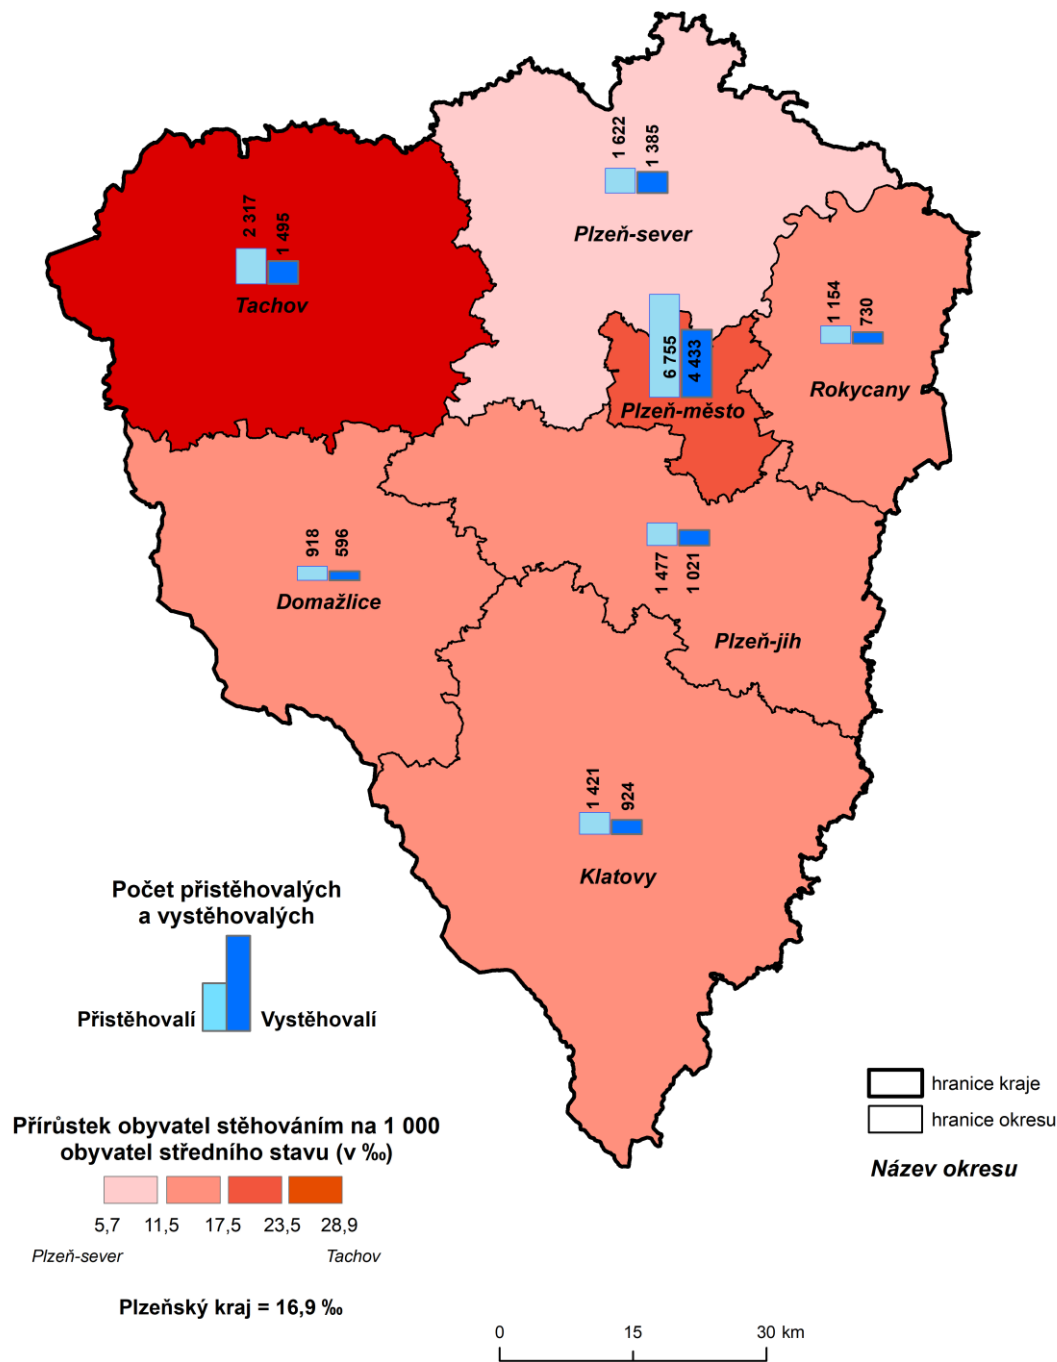 1 622
1 385
Plzeň-sever
2 317
1 495
Tachov
1 154
730
Rokycany
6 755
4 433
Plzeň-město
918
596
Domažlice
1 477
1 021
Plzeň-jih
1 421
924
Klatovy
Počet přistěhovalých
a vystěhovalých
Přistěhovalí
Vystěhovalí
hranice kraje
hranice okresu
Název okresu
Přírůstek obyvatel stěhováním na 1 000
obyvatel středního stavu (v ‰)
5,7 11,5 17,5 23,5 28,9
Plzeň-sever Tachov
Plzeňský kraj = 16,9 ‰
0 15 30 km